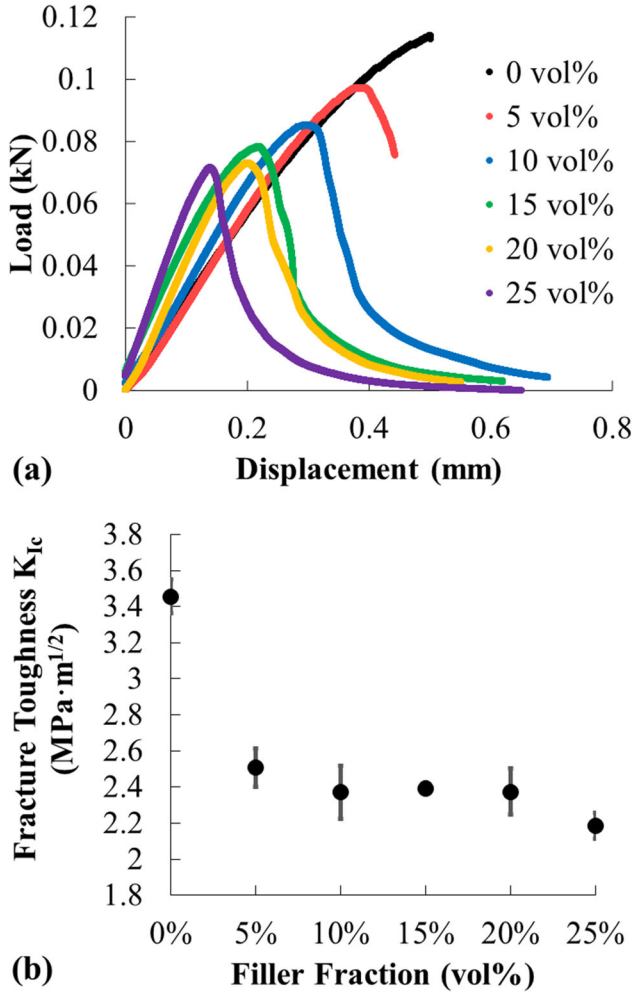 0.12
0.1
0.08
0.06
0.04
0.02
0
Load (kN)
0 vol%
5 vol%
10 vol%
15 vol%
20 vol%
25 vol%
0 0.2 0.4 0.6 0.8
(a) Displacement (mm)
Fracture Toughness K_Ic
(MPa·m^1/2)
3.8
3.6
3.4
3.2
3
2.8
2.6
2.4
2.2
2
1.8
0% 5% 10% 15% 20% 25%
(b) Filler Fraction (vol%)